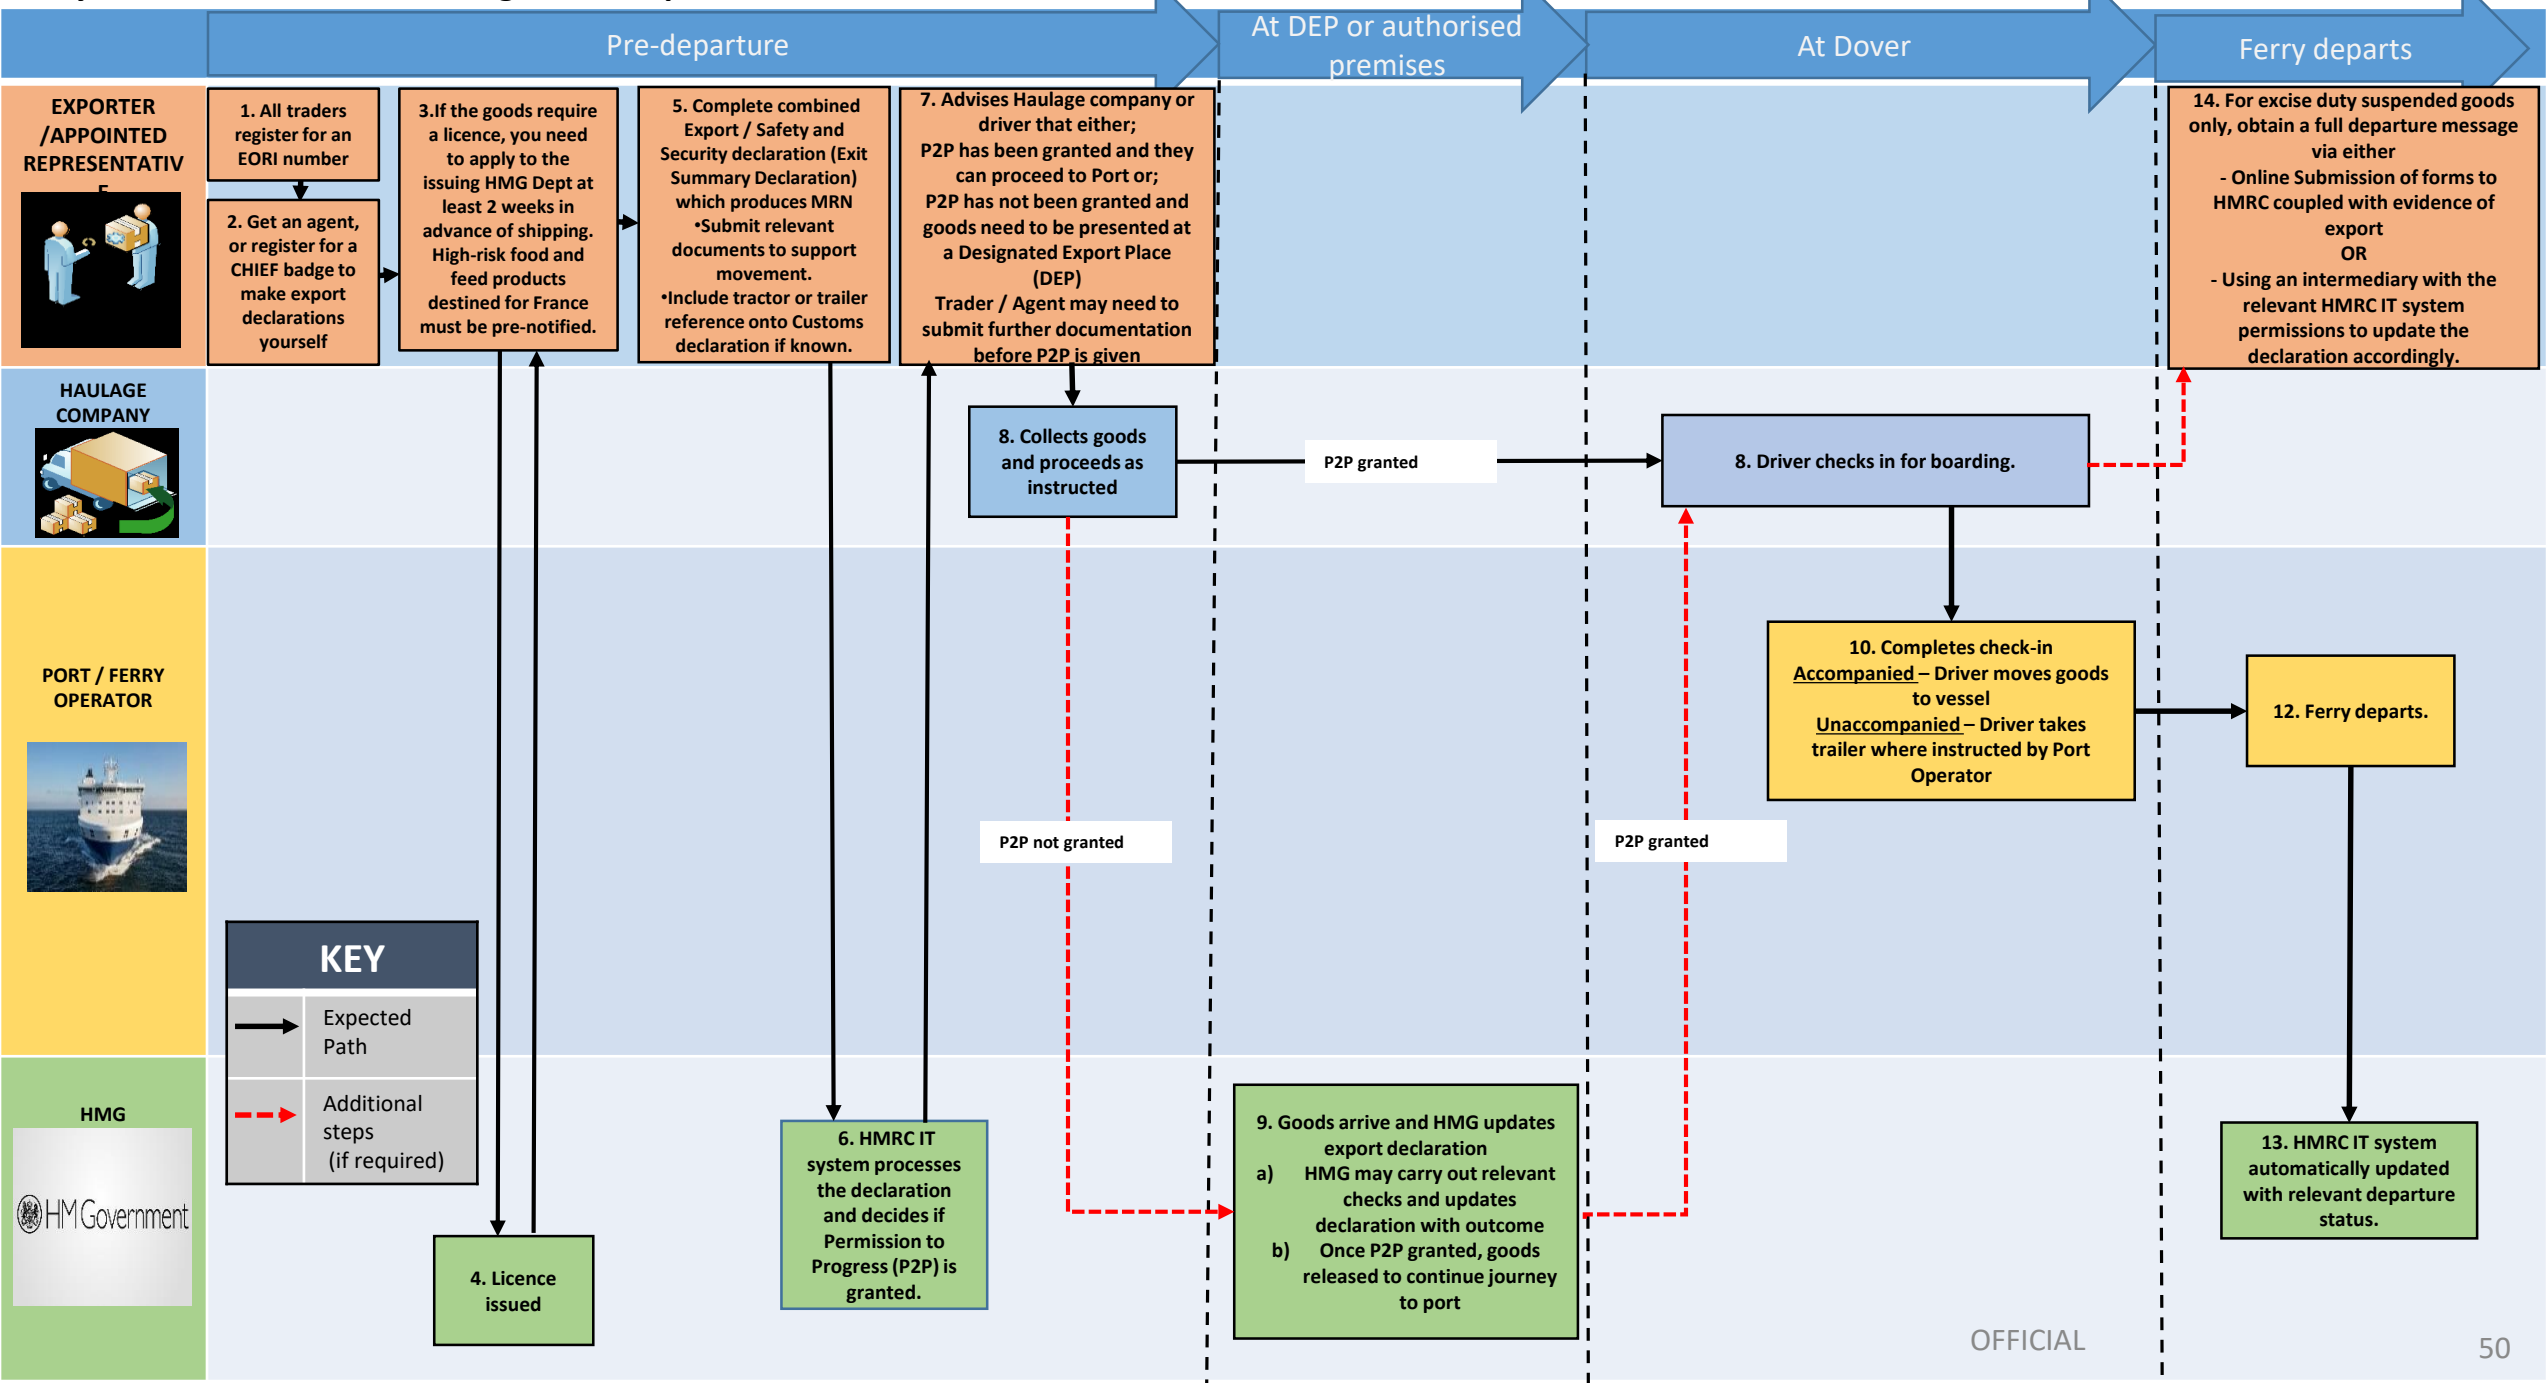 Pre-departure
At DEP or authorised
premises
At Dover
Ferry departs
EXPORTER
/APPOINTED
REPRESENTATIV
E
1. All traders
register for an
EORI number
2. Get an agent,
or register for a
CHIEF badge to
make export
declarations
yourself
3.If the goods require
a licence, you need
to apply to the
issuing HMG Dept at
least 2 weeks in
advance of shipping.
High-risk food and
feed products
destined for France
must be pre-notified.
5. Complete combined
Export / Safety and
Security declaration (Exit
Summary Declaration)
which produces MRN
•Submit relevant
documents to support
movement.
•Include tractor or trailer
reference onto Customs
declaration if known.
7. Advises Haulage company or
driver that either;
P2P has been granted and they
can proceed to Port or;
P2P has not been granted and
goods need to be presented at
a Designated Export Place
(DEP)
Trader / Agent may need to
submit further documentation
before P2P is given
14. For excise duty suspended goods
only, obtain a full departure message
via either
- Online Submission of forms to
HMRC coupled with evidence of
export
OR
- Using an intermediary with the
relevant HMRC IT system
permissions to update the
declaration accordingly.
HAULAGE
COMPANY
8. Collects goods
and proceeds as
instructed
P2P granted
8. Driver checks in for boarding.
PORT / FERRY
OPERATOR
10. Completes check-in
Accompanied – Driver moves goods
to vessel
Unaccompanied – Driver takes
trailer where instructed by Port
Operator
12. Ferry departs.
P2P not granted
P2P granted
KEY
Expected
Path
Additional
steps
(if required)
HMG
HM Government
4. Licence
issued
6. HMRC IT
system processes
the declaration
and decides if
Permission to
Progress (P2P) is
granted.
9. Goods arrive and HMG updates
export declaration
a) HMG may carry out relevant
checks and updates
declaration with outcome
b) Once P2P granted, goods
released to continue journey
to port
13. HMRC IT system
automatically updated
with relevant departure
status.
OFFICIAL
50